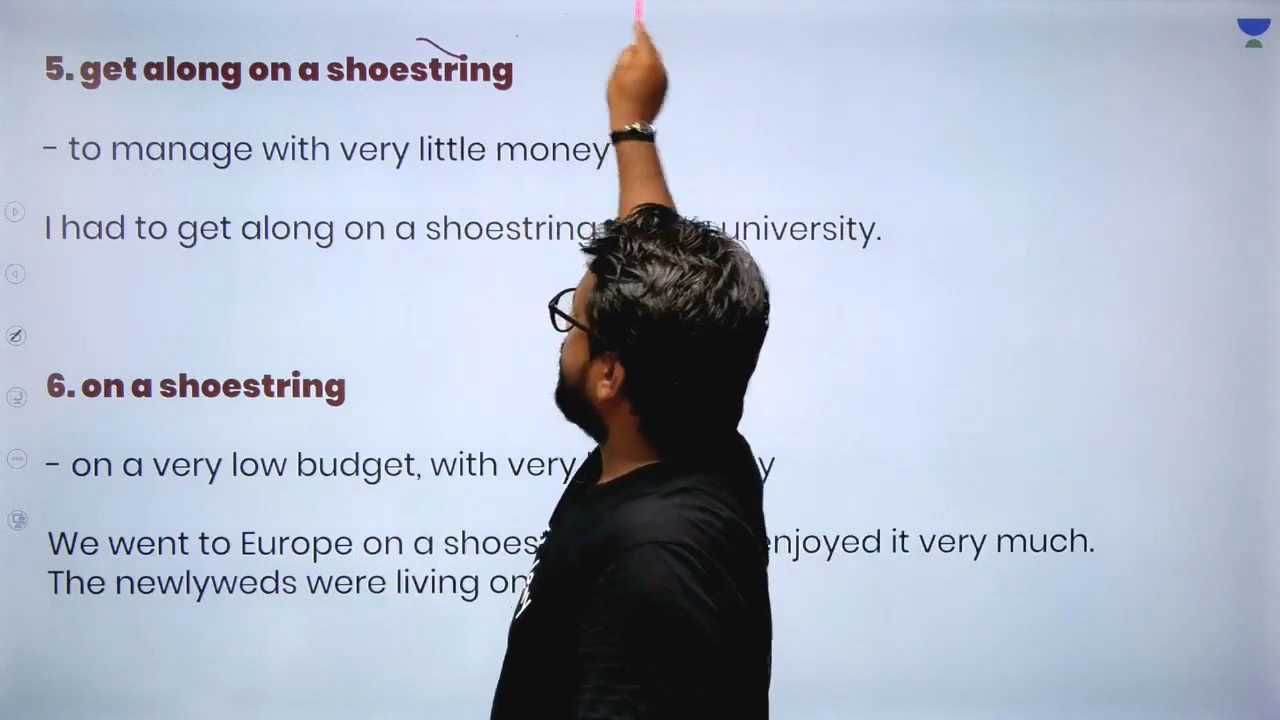 5. get along on a shoestring
- to manage with very little money
I had to get along on a shoestring university.
6. on a shoestring
- on a very low budget, with very
We went to Europe on a enjoyed it very much.
The newlyweds were living on